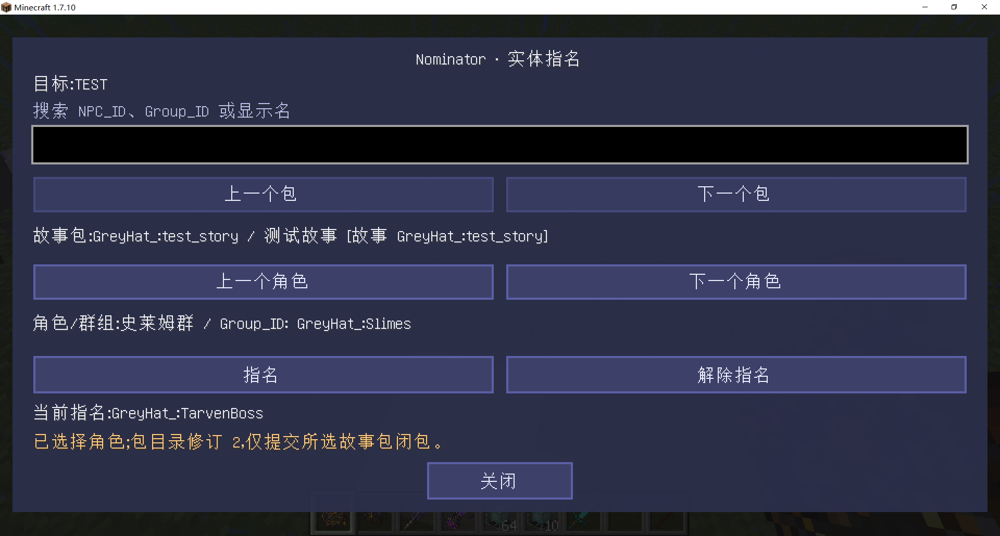 Minecraft 1.7.10
Nominator · 实体指名
目标:TEST
搜索 NPC_ID、Group_ID 或显示名
上一个包 下一个包
故事包:GreyHat_:test_story / 测试故事 [故事 GreyHat_:test_story]
上一个角色 下一个角色
角色/群组:史莱姆群 / Group_ID: GreyHat_:Slimes
指名 解除指名
当前指名:GreyHat_:TarvenBoss
已选择角色;包目录修订 2,仅提交所选故事包闭包。
关闭
64 10